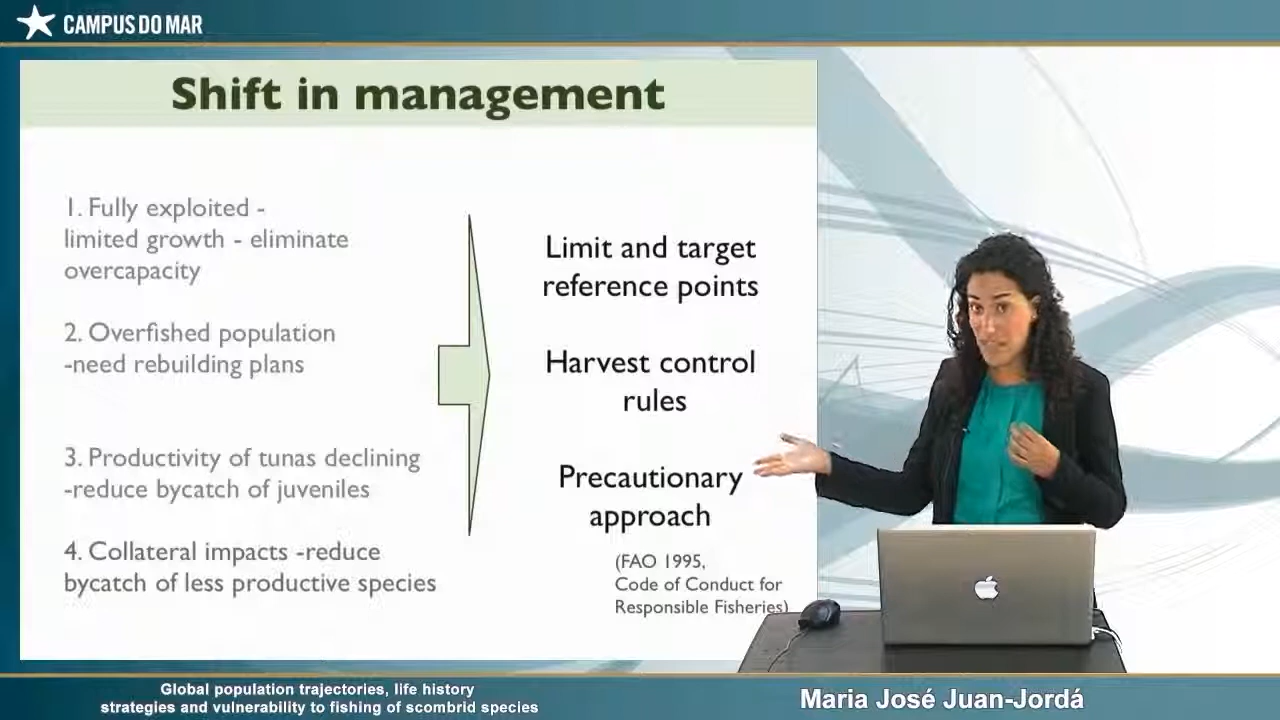 CAMPUS DO MAR
Shift in management
1. Fully exploited -
limited growth - eliminate
overcapacity
2. Overfished population
-need rebuilding plans
3. Productivity of tunas declining
-reduce bycatch of juveniles
4. Collateral impacts -reduce
bycatch of less productive species
Limit and target
reference points
Harvest control
rules
Precautionary
approach
(FAO 1995,
Code of Conduct for
Responsible Fisheries)
Global population trajectories, life history
strategies and vulnerability to fishing of scombrid species
Maria José Juan-Jordá